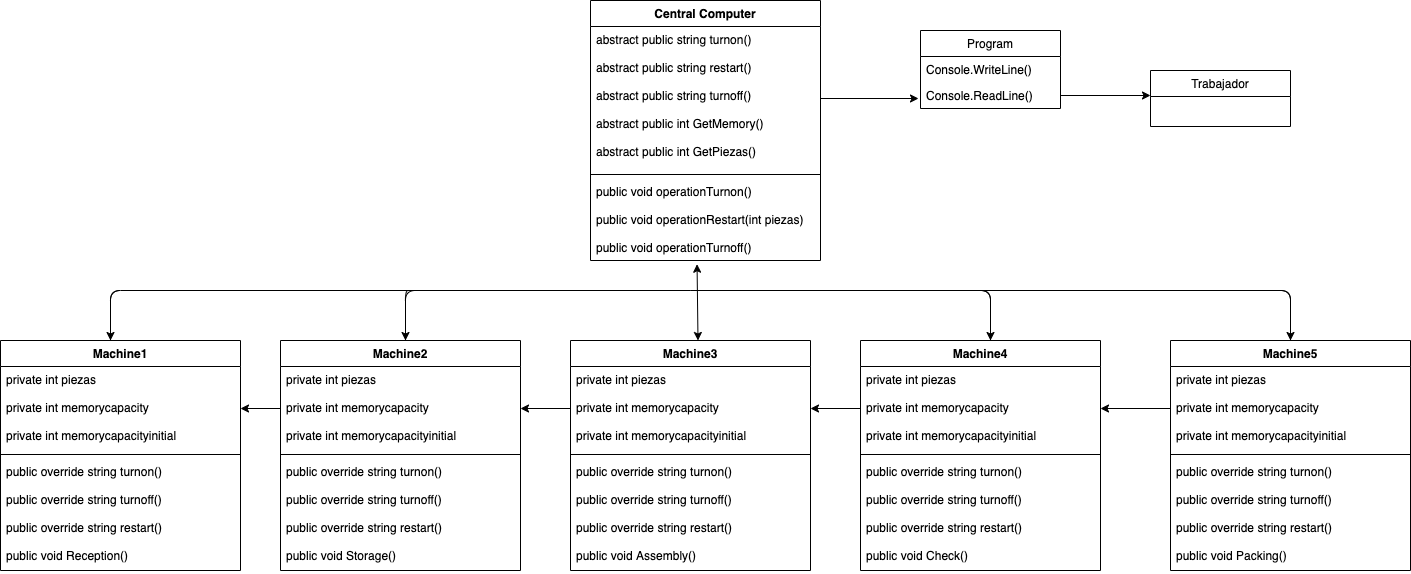 Central Computer
abstract public string turnon()
abstract public string restart()
abstract public string turnoff()
abstract public int GetMemory()
abstract public int GetPiezas()
public void operationTurnon()
public void operationRestart(int piezas)
public void operationTurnoff()
Program
Console.WriteLine()
Console.ReadLine()
Trabajador
Machine1
private int piezas
private int memorycapacity
private int memorycapacityinitial
public override string turnon()
public override string turnoff()
public override string restart()
public void Reception()
Machine2
private int piezas
private int memorycapacity
private int memorycapacityinitial
public override string turnon()
public override string turnoff()
public override string restart()
public void Storage()
Machine3
private int piezas
private int memorycapacity
private int memorycapacityinitial
public override string turnon()
public override string turnoff()
public override string restart()
public void Assembly()
Machine4
private int piezas
private int memorycapacity
private int memorycapacityinitial
public override string turnon()
public override string turnoff()
public override string restart()
public void Check()
Machine5
private int piezas
private int memorycapacity
private int memorycapacityinitial
public override string turnon()
public override string turnoff()
public override string restart()
public void Packing()